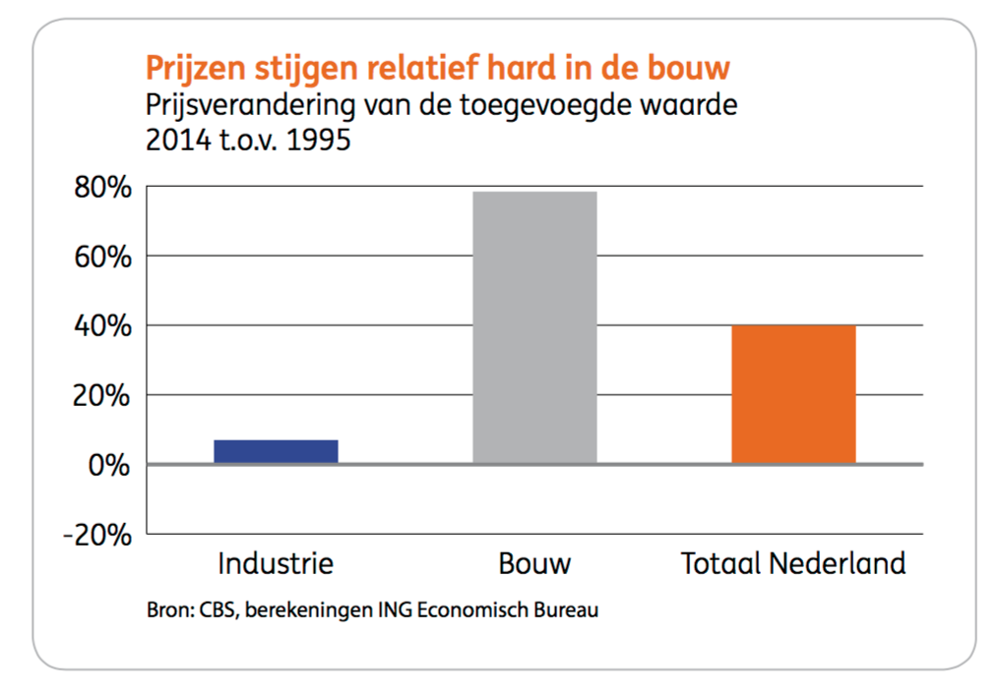 Prijzen stijgen relatief hard in de bouw
Prijsverandering van de toegevoegde waarde
2014 t.o.v. 1995
80%
60%
40%
20%
0%
-20%
Industrie
Bouw
Totaal Nederland
Bron: CBS, berekeningen ING Economisch Bureau